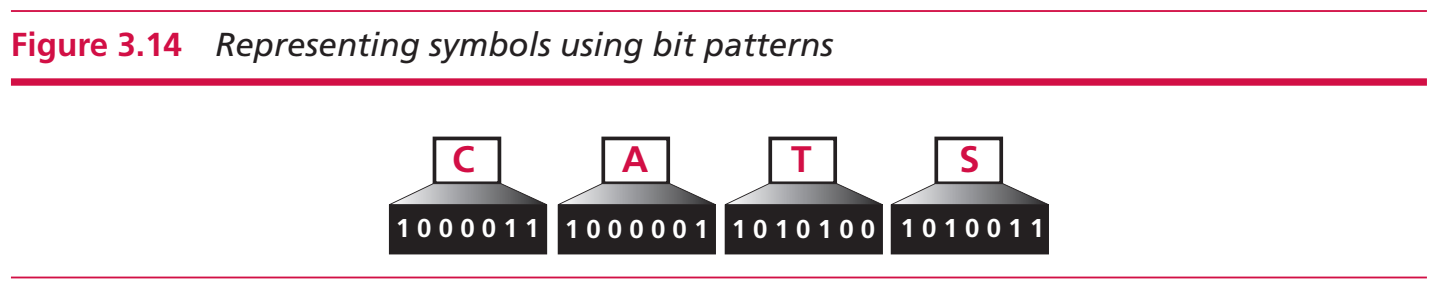 Figure 3.14 Representing symbols using bit patterns
C A T S
1000011 1000001 1010100 1010011